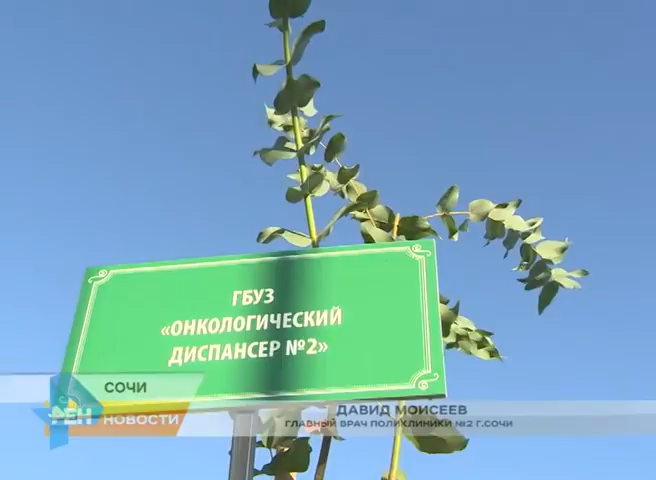 ГБУЗ
«ОНКОЛОГИЧЕСКИЙ
ДИСПАНСЕР №2»
СОЧИ
РЕН НОВОСТИ
ДАВИД МОИСЕЕВ
ГЛАВНЫЙ ВРАЧ ПОЛИКЛИНИКИ №2 Г.СОЧИ